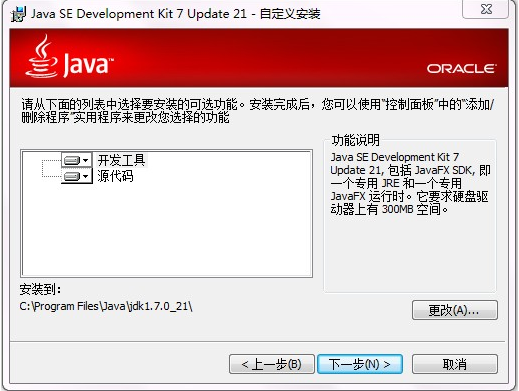 Java SE Development Kit 7 Update 21 - 自定义安装
Java™
ORACLE
请从下面的列表中选择要安装的可选功能。安装完成后，您可以使用"控制面板"中的"添加/
删除程序"实用程序来更改您选择的功能
开发工具
源代码
功能说明
Java SE Development Kit 7
Update 21, 包括 JavaFX SDK, 即
一个专用 JRE 和一个专用
JavaFX 运行时。它要求硬盘驱
动器上有 300MB 空间。
安装到：
C:\Program Files\Java\jdk1.7.0_21\
更改(A)...
< 上一步(B)
下一步(N) >
取消